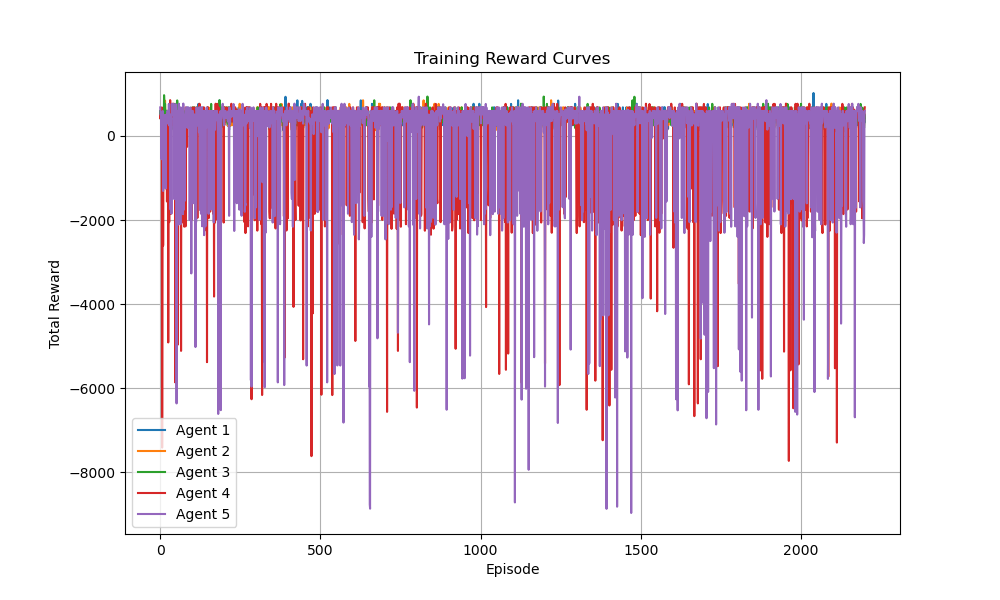 Training Reward Curves
Total Reward
0
−2000
−4000
−6000
−8000
Agent 1
Agent 2
Agent 3
Agent 4
Agent 5
0 500 1000 1500 2000
Episode